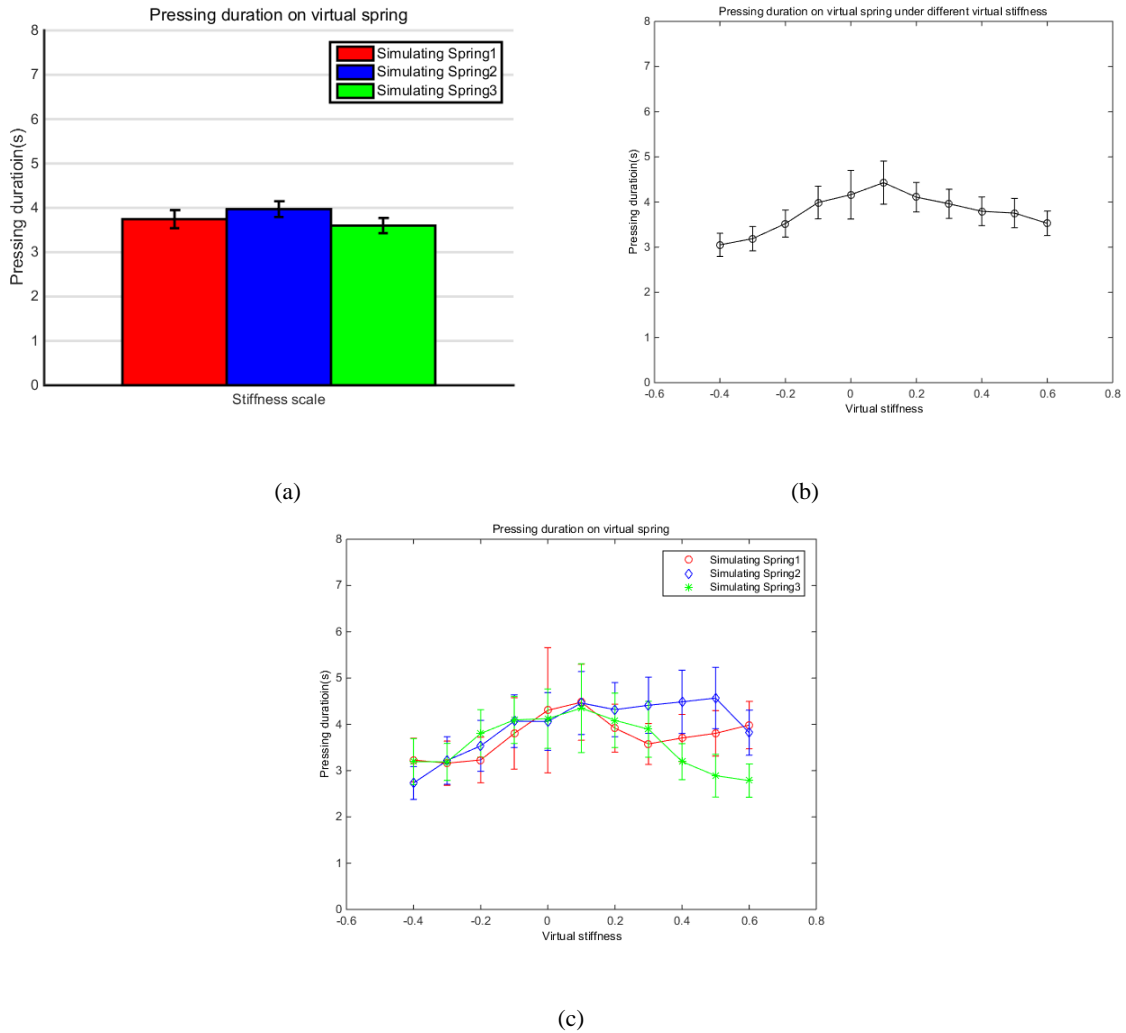 Pressing duration on virtual spring
8
7
6
5
4
3
2
1
0
Pressing duratioin(s)
Simulating Spring1
Simulating Spring2
Simulating Spring3
Stiffness scale
(a)
Pressing duration on virtual spring under different virtual stiffness
8
7
6
5
4
3
2
1
0
Pressing duratioin(s)
-0.6 -0.4 -0.2 0 0.2 0.4 0.6 0.8
Virtual stiffness
(b)
Pressing duration on virtual spring
8
7
6
5
4
3
2
1
0
Pressing duratioin(s)
Simulating Spring1
Simulating Spring2
Simulating Spring3
-0.6 -0.4 -0.2 0 0.2 0.4 0.6 0.8
Virtual stiffness
(c)